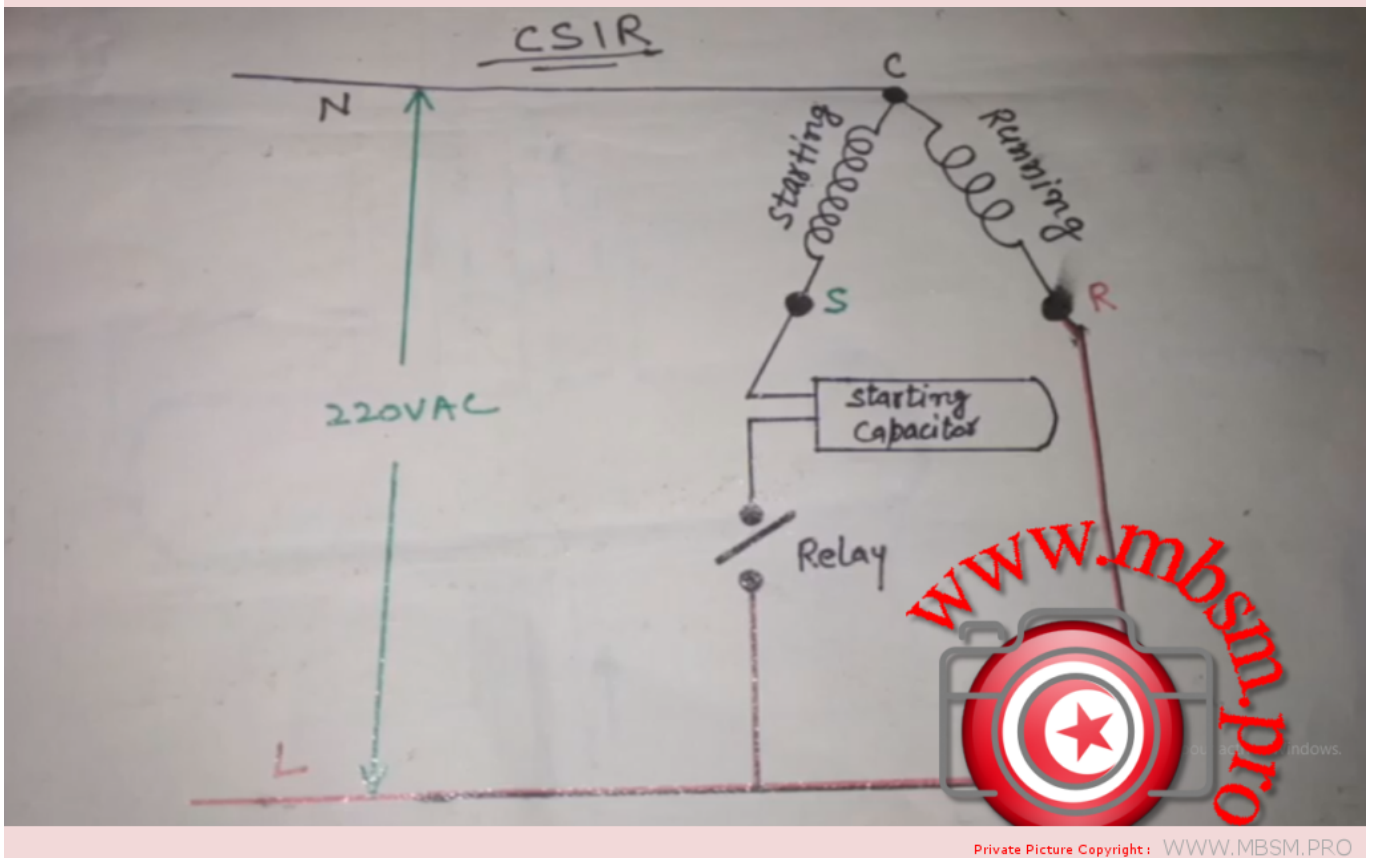 CSIR
N
C
Starting
Running
S
R
220VAC
Starting
Capacitor
Relay
L
www.mbsm.pro
Private Picture Copyright : WWW.MBSM.PRO